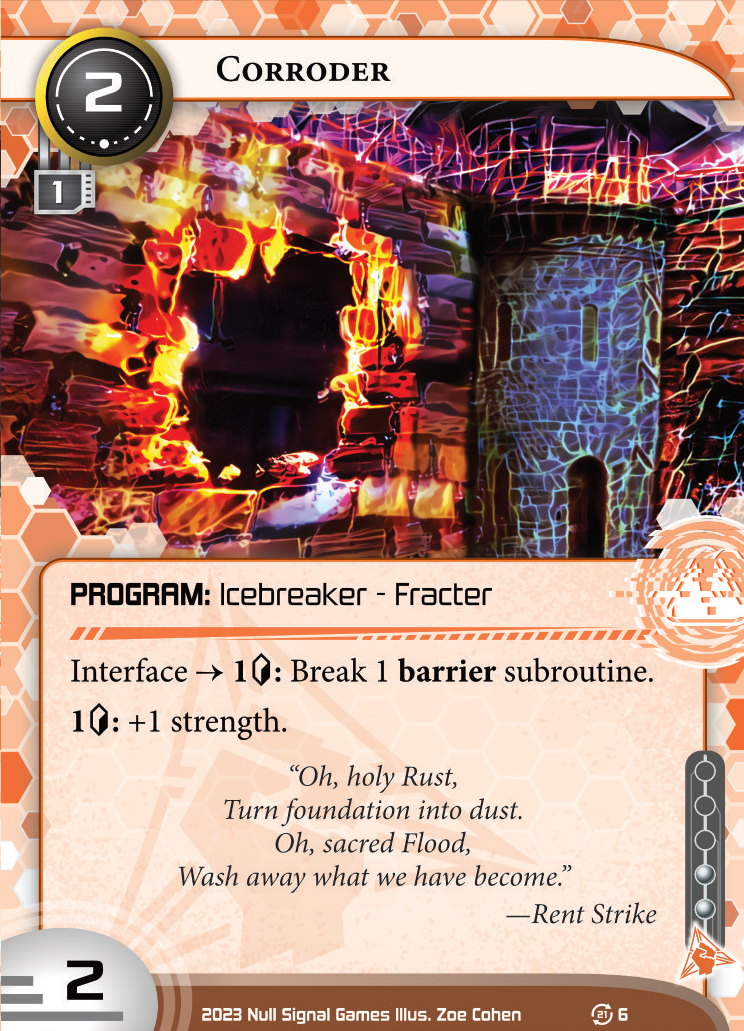 2
CORRODER
1
PROGRAM: Icebreaker - Fracter
Interface → 1: Break 1 barrier subroutine.
1: +1 strength.
“Oh, holy Rust,
Turn foundation into dust.
Oh, sacred Flood,
Wash away what we have become.”
—Rent Strike
2
2023 Null Signal Games Illus. Zoe Cohen
21 6